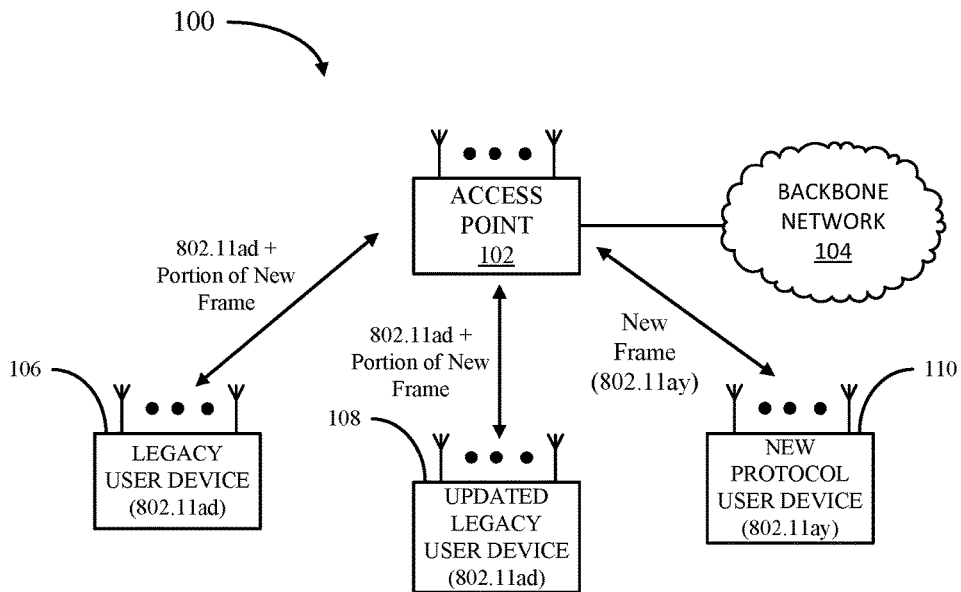 100
ACCESS
POINT
102
BACKBONE
NETWORK
104
802.11ad +
Portion of New
Frame
802.11ad +
Portion of New
Frame
New
Frame
(802.11ay)
106
LEGACY
USER DEVICE
(802.11ad)
108
UPDATED
LEGACY
USER DEVICE
(802.11ad)
110
NEW
PROTOCOL
USER DEVICE
(802.11ay)